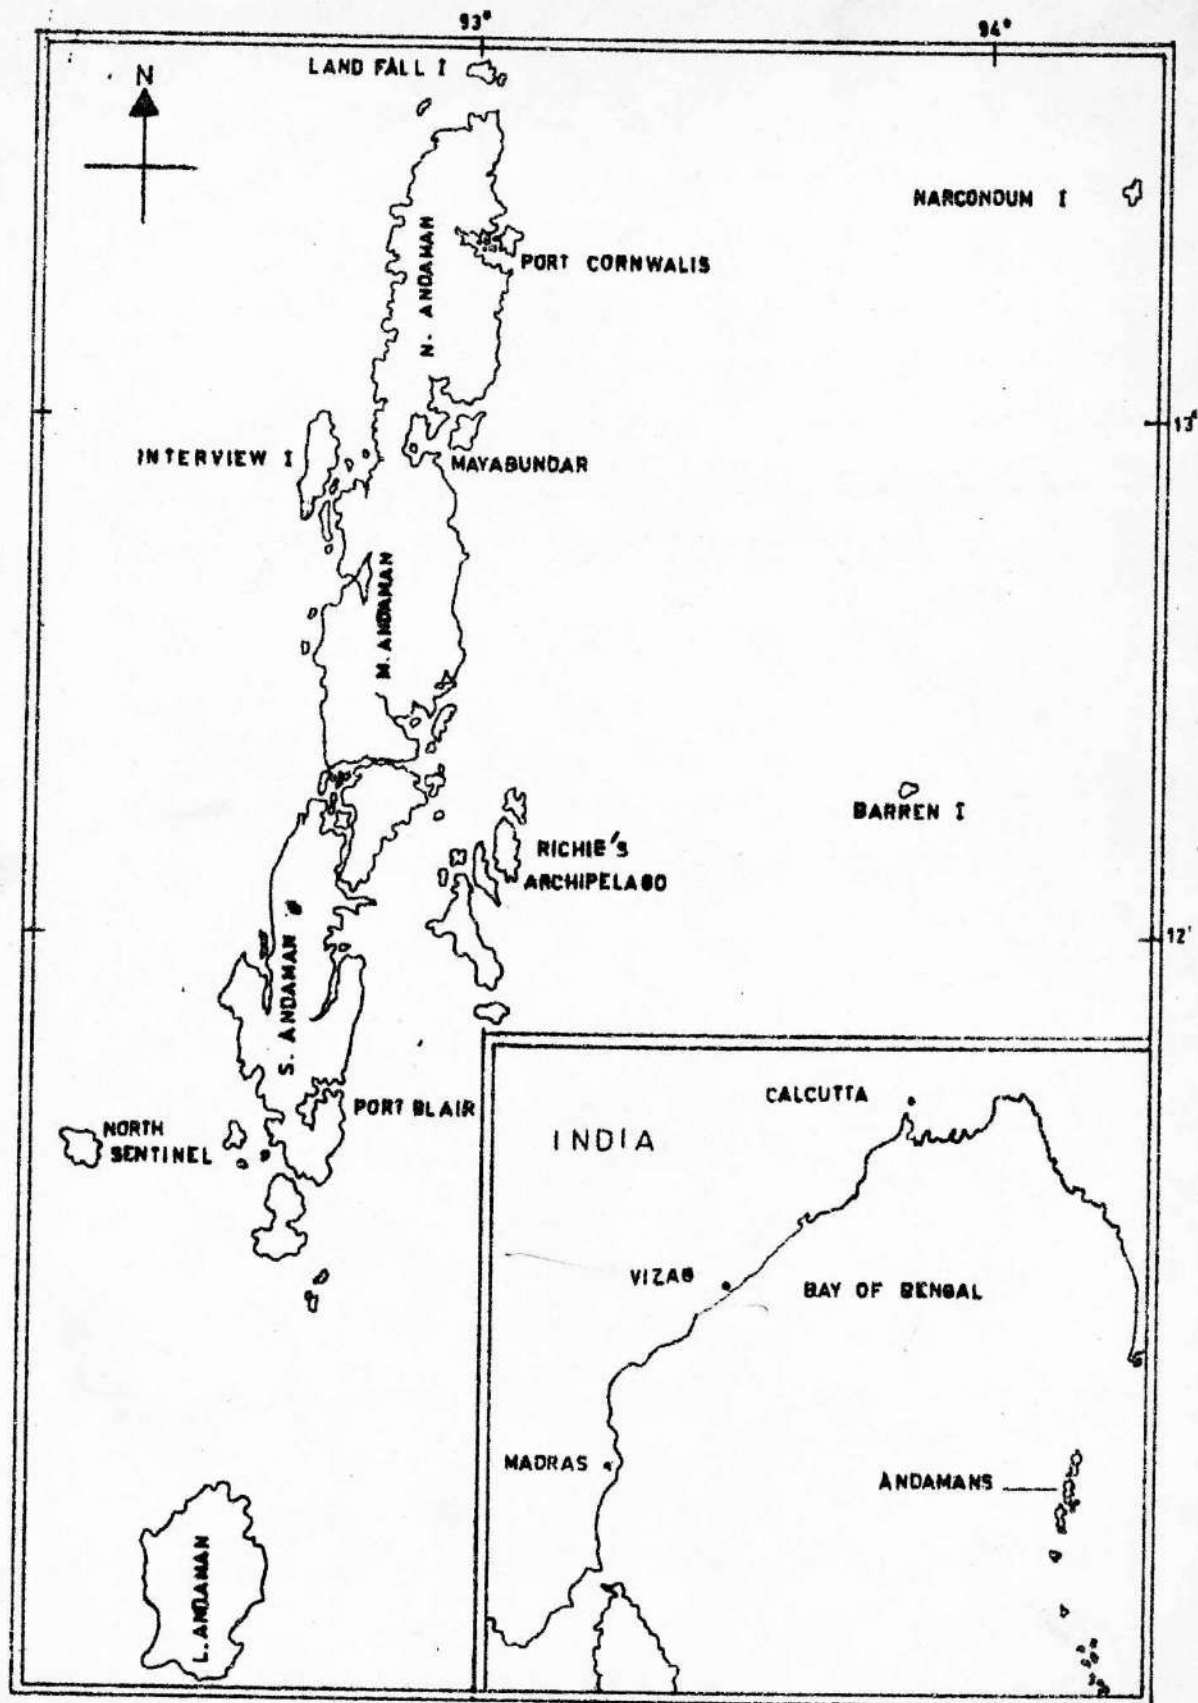 93° 94°
LAND FALL I
N
NARCONDUM I
N. ANDAMAN
PORT CORNWALIS
13°
INTERVIEW I
MAYABUNDAR
M. ANDAMAN
BARREN I
RICHIE'S
ARCHIPELAGO
12'
S. ANDAMAN
PORT BLAIR
NORTH
SENTINEL
L. ANDAMAN
CALCUTTA
INDIA
VIZAG
BAY OF BENGAL
MADRAS
ANDAMANS